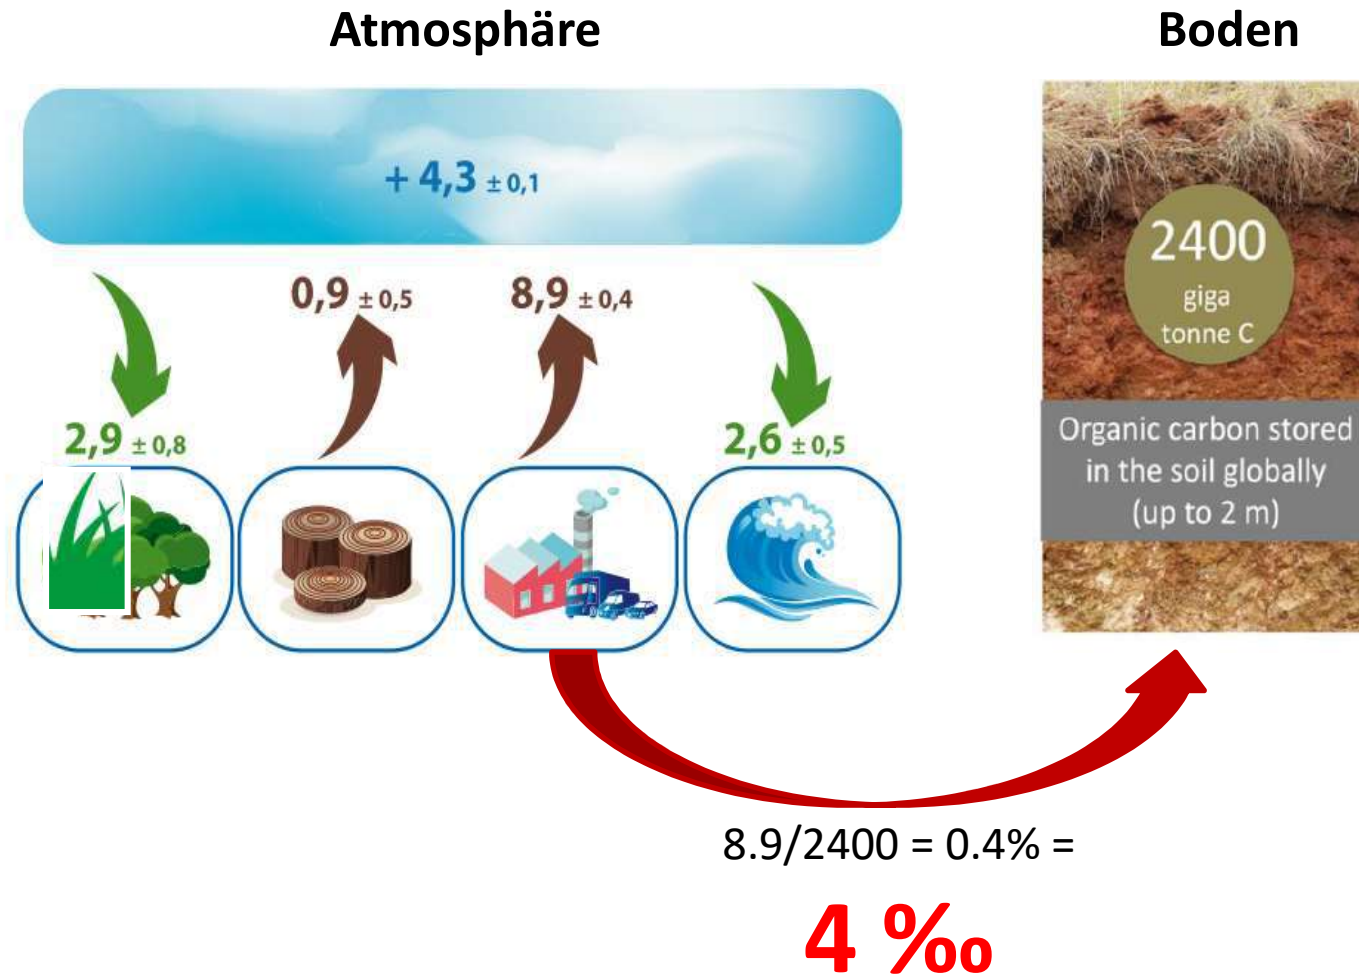 Atmosphäre
Boden
+ 4,3 ± 0,1
0,9 ± 0,5
8,9 ± 0,4
2,9 ± 0,8
2,6 ± 0,5
2400
giga
tonne C
Organic carbon stored
in the soil globally
(up to 2 m)
8.9/2400 = 0.4% =
4 ‰